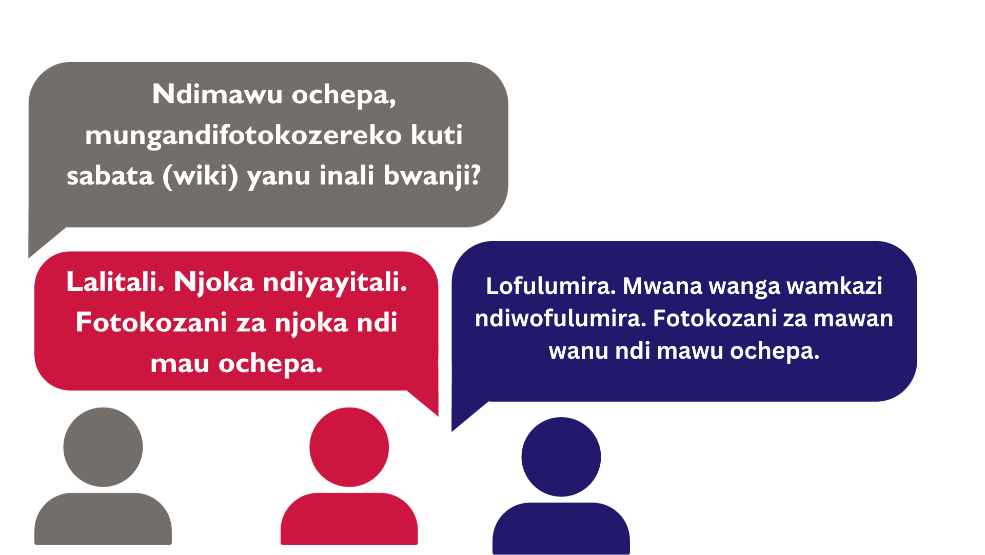 Ndimawu ochepa,
mungandifotokozereko kuti
sabata (wiki) yanu inali bwanji?
Lalitali. Njoka ndiyayitali.
Fotokozani za njoka ndi
mau ochepa.
Lofulumira. Mwana wanga wamkazi
ndiwofulumira. Fotokozani za mawan
wanu ndi mawu ochepa.